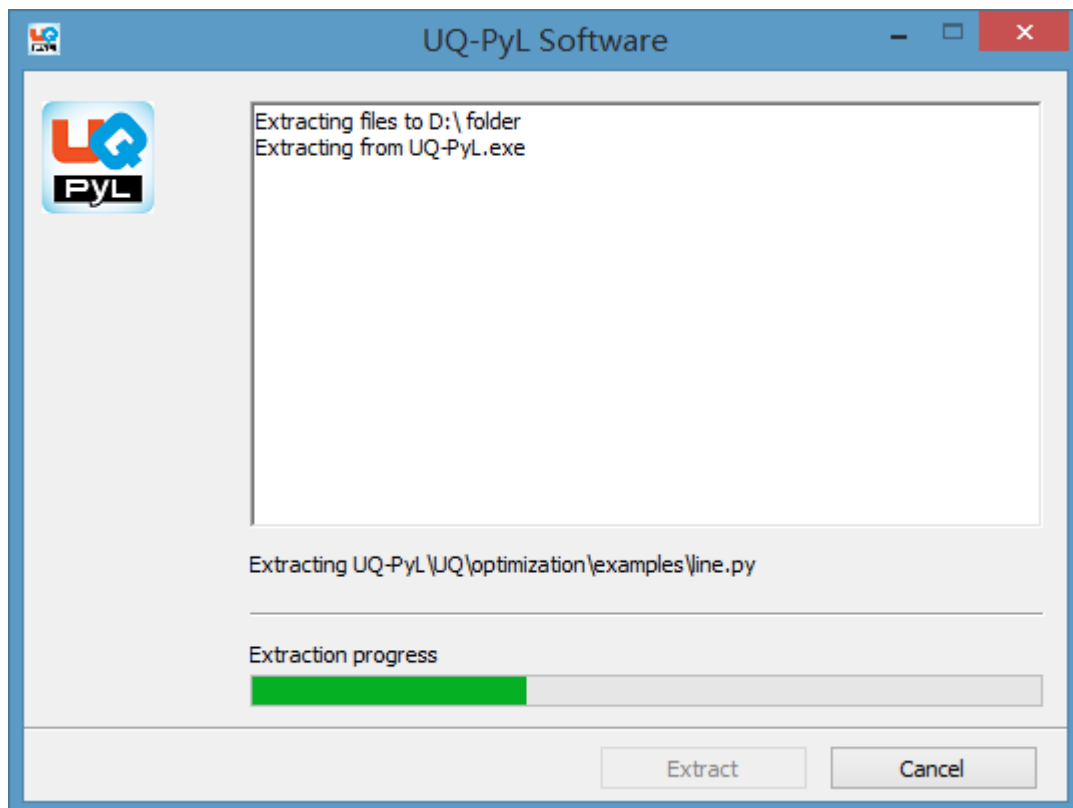 UQ-PyL Software
UQ
PyL
Extracting files to D:\ folder
Extracting from UQ-PyL.exe
Extracting UQ-PyL\UQ\optimization\examples\line.py
Extraction progress
Extract
Cancel